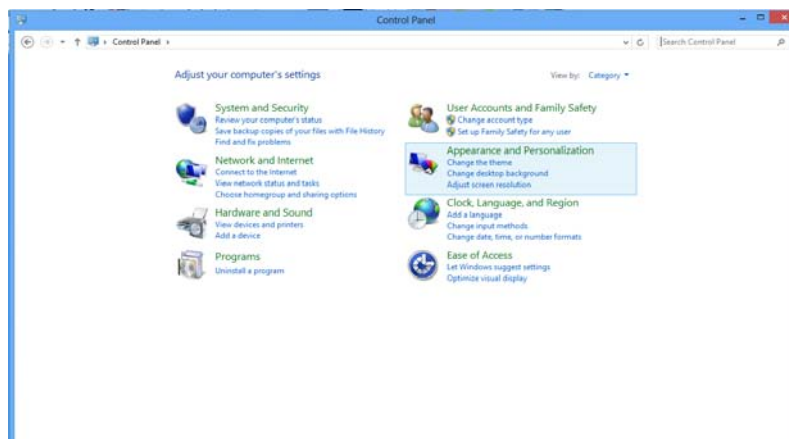 Control Panel
Control Panel
Search Control Panel
Adjust your computer's settings
View by: Category
System and Security
Review your computer's status
Save backup copies of your files with File History
Find and fix problems
Network and Internet
Connect to the Internet
View network status and tasks
Choose homegroup and sharing options
Hardware and Sound
View devices and printers
Add a device
Programs
Uninstall a program
User Accounts and Family Safety
Change account type
Set up Family Safety for any user
Appearance and Personalization
Change the theme
Change desktop background
Adjust screen resolution
Clock, Language, and Region
Add a language
Change input methods
Change date, time, or number formats
Ease of Access
Let Windows suggest settings
Optimize visual display